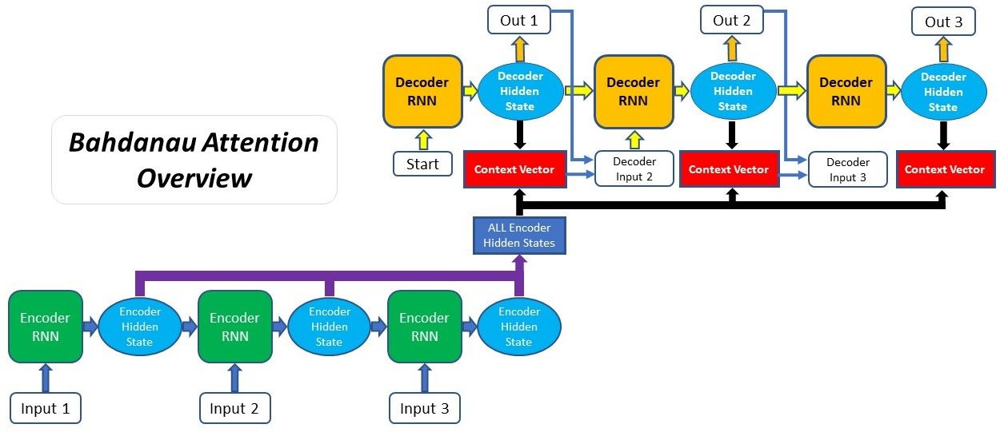 Out 1
Out 2
Out 3
Decoder
RNN
Decoder
Hidden
State
Decoder
RNN
Decoder
Hidden
State
Decoder
RNN
Decoder
Hidden
State
Bahdanau Attention
Overview
Start
Context Vector
Decoder
Input 2
Context Vector
Decoder
Input 3
Context Vector
ALL Encoder
Hidden States
Encoder
RNN
Encoder
Hidden
State
Encoder
RNN
Encoder
Hidden
State
Encoder
RNN
Encoder
Hidden
State
Input 1
Input 2
Input 3